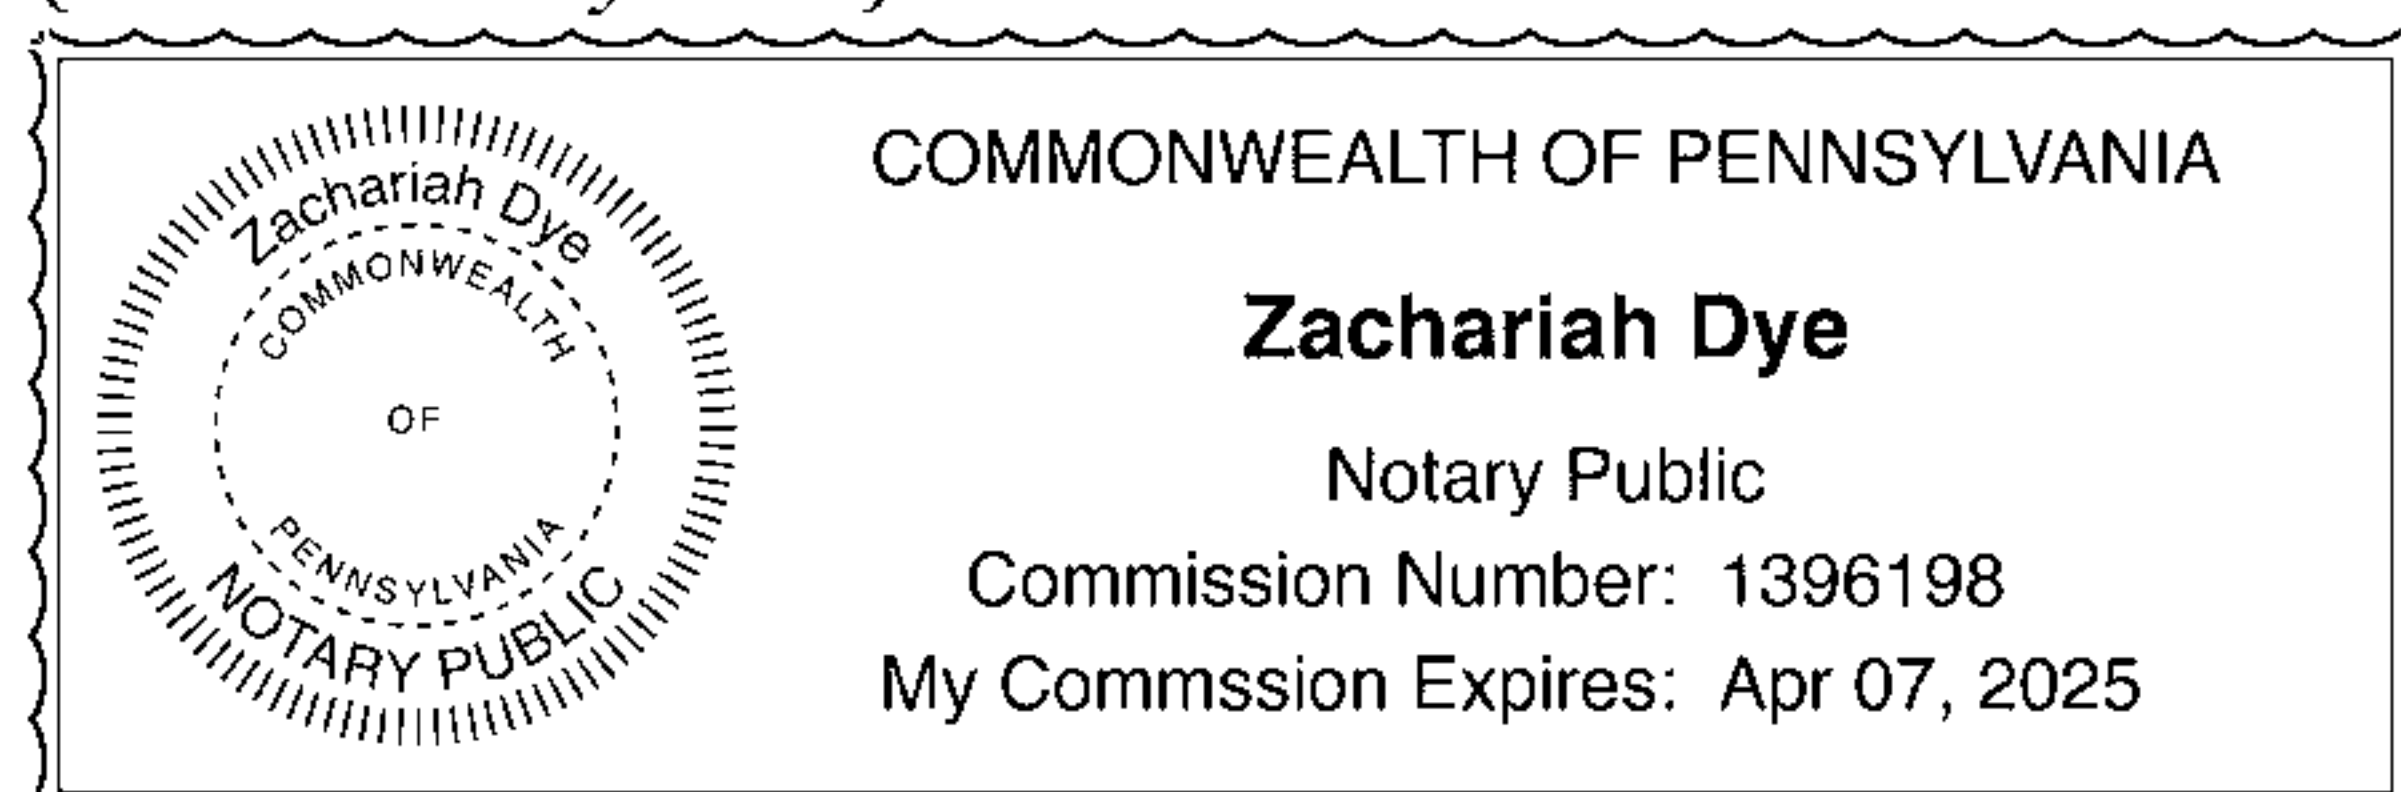 Zachariah Dye
COMMONWEALTH
OF
PENNSYLVANIA
NOTARY PUBLIC
COMMONWEALTH OF PENNSYLVANIA
Zachariah Dye
Notary Public
Commission Number: 1396198
My Commssion Expires: Apr 07, 2025